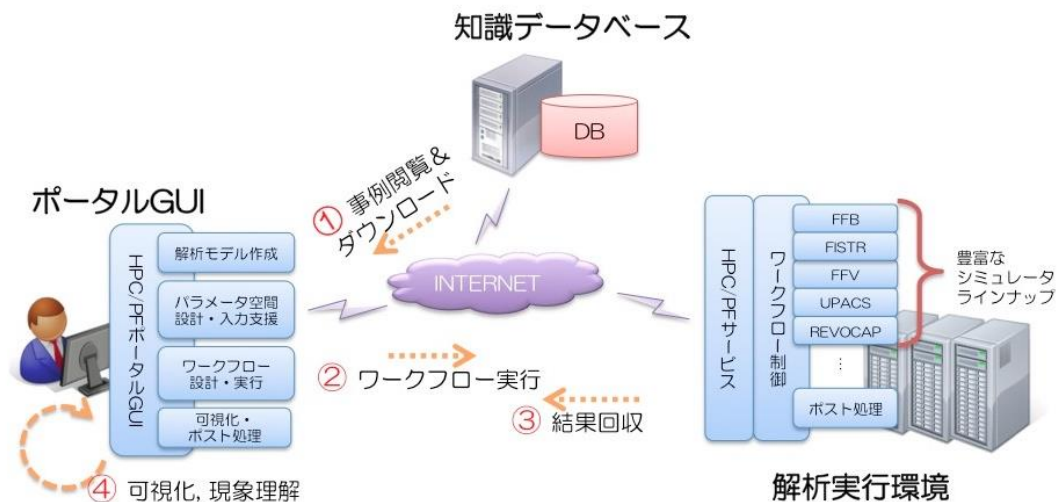 知識データベース
DB
① 事例閲覧＆
ダウンロード
ポータルGUI
HPC/PFポータルGUI
解析モデル作成
パラメータ空間
設計・入力支援
ワークフロー
設計・実行
可視化・
ポスト処理
INTERNET
② ワークフロー実行
③ 結果回収
④ 可視化, 現象理解
HPC/PFサービス
ワークフロー制御
FFB
FISTR
FFV
UPACS
REVOCAP
⋮
ポスト処理
豊富な
シミュレータ
ラインナップ
解析実行環境